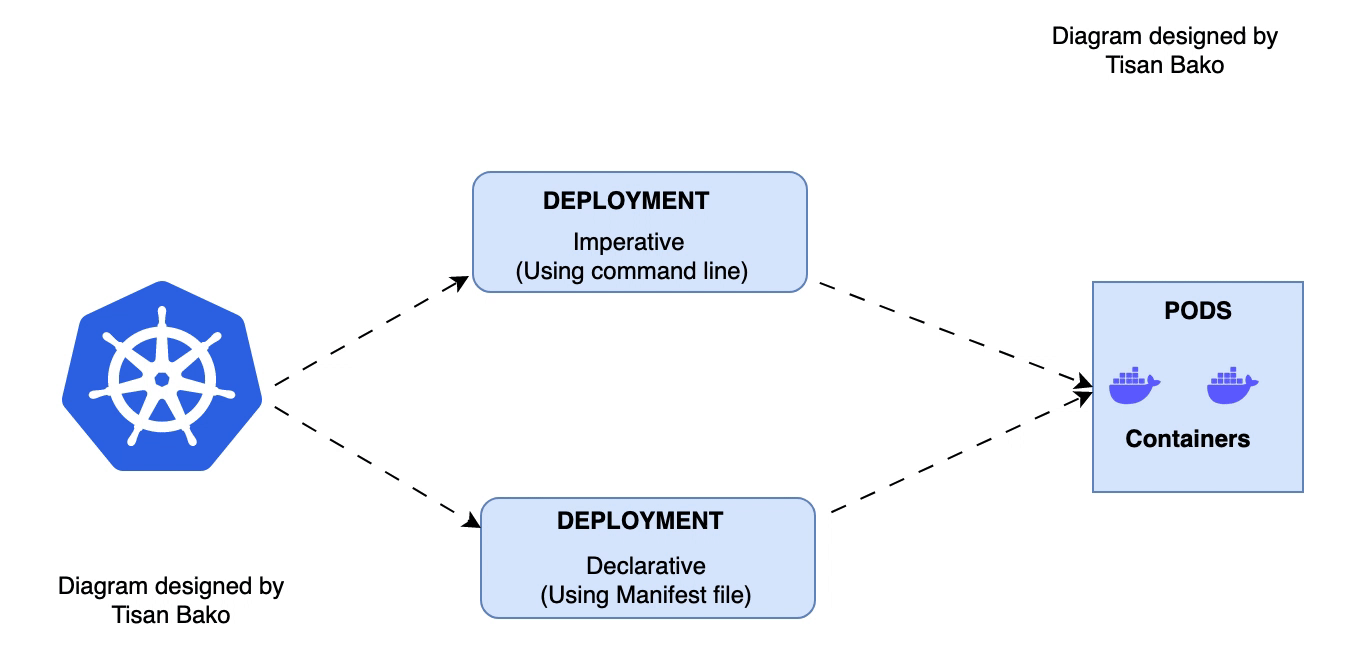 Diagram designed by
Tisan Bako
DEPLOYMENT
Imperative
(Using command line)
PODS
Containers
DEPLOYMENT
Declarative
(Using Manifest file)
Diagram designed by
Tisan Bako